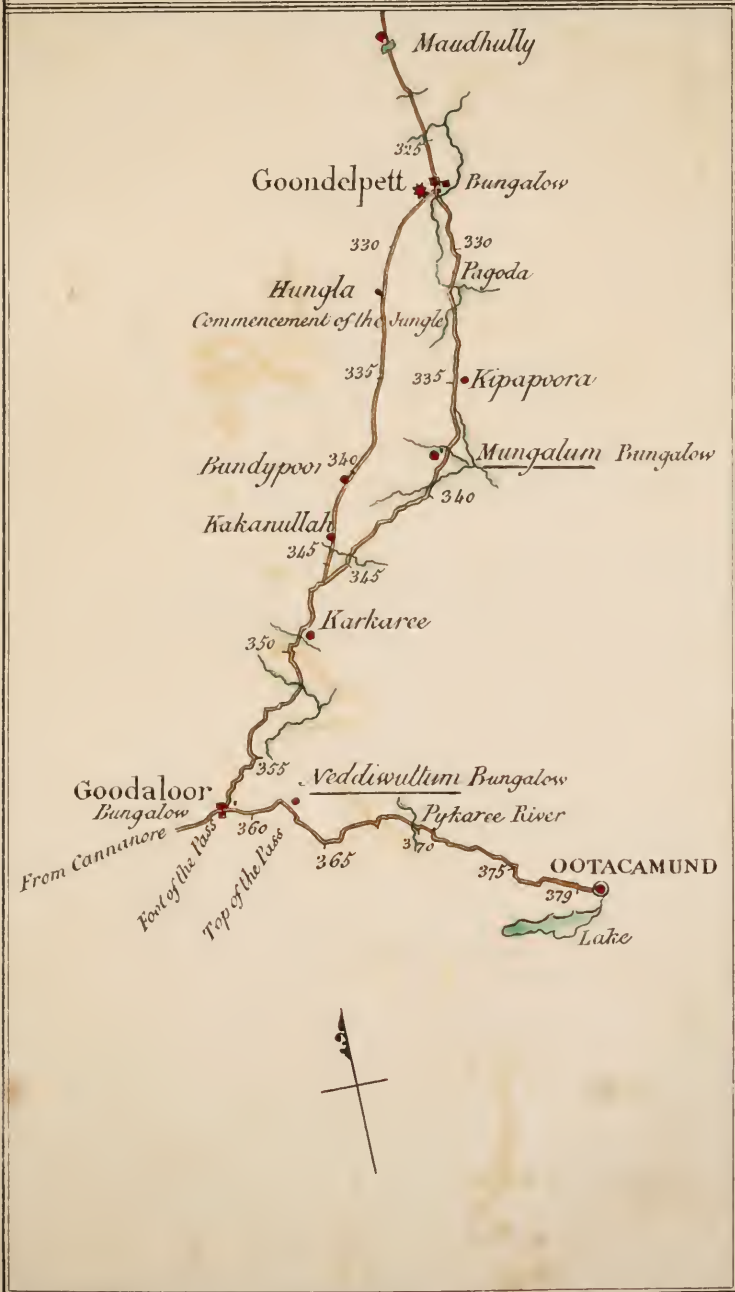 Maudhully
325
Goondelpett
Bungalow
330
330
Pagoda
Hungla
Commencement of the Jungle
335
335
Kipapoora
Bundypoor
340
Mungalum Bungalow
340
Kakanullah
345
345
Karkaree
350
355
Goodaloor
Bungalow
Neddiwultum Bungalow
From Cannanore
Foot of the Pass
360
Top of the Pass
365
Pykaree River
370
375
379
OOTACAMUND
Lake